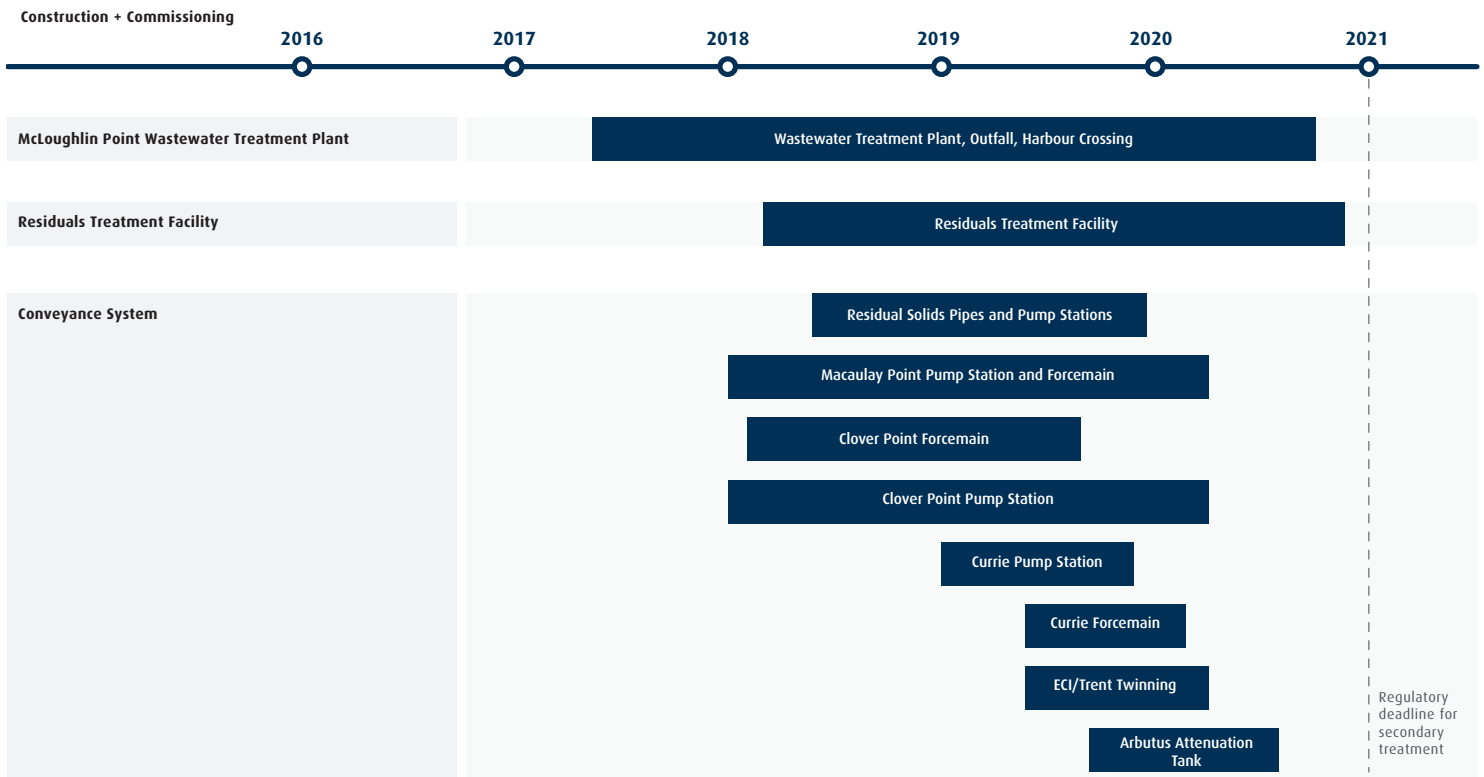 Construction + Commissioning
2016 2017 2018 2019 2020 2021
McLoughlin Point Wastewater Treatment Plant
Wastewater Treatment Plant, Outfall, Harbour Crossing
Residuals Treatment Facility
Residuals Treatment Facility
Conveyance System
Residual Solids Pipes and Pump Stations
Macaulay Point Pump Station and Forcemain
Clover Point Forcemain
Clover Point Pump Station
Currie Pump Station
Currie Forcemain
ECI/Trent Twinning
Arbutus Attenuation
Tank
Regulatory
deadline for
secondary
treatment